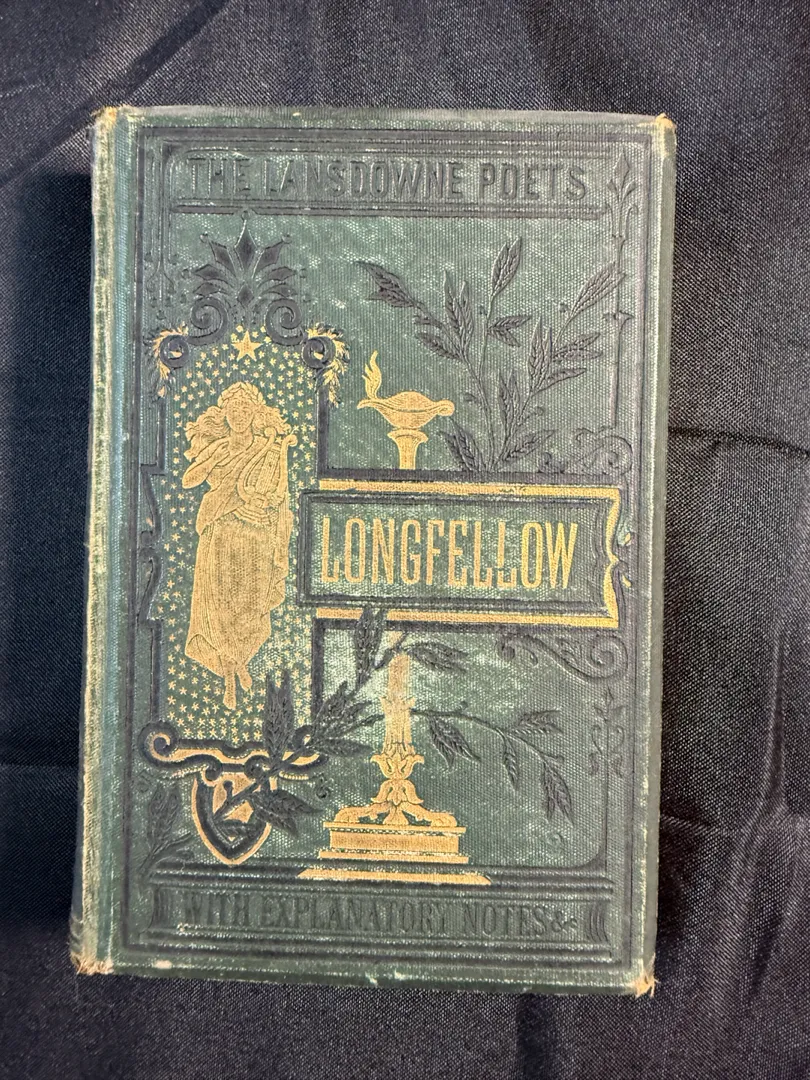 THE LANSDOWNE POETS
LONGFELLOW
WITH EXPLANATORY NOTES &c